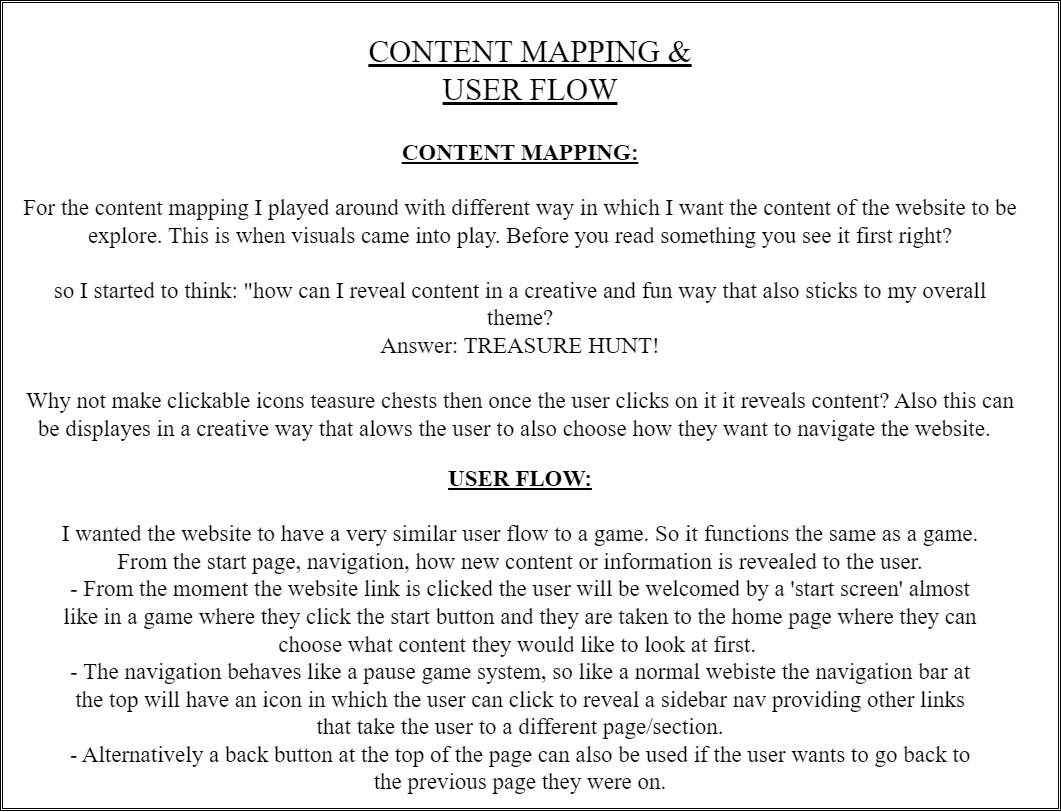 CONTENT MAPPING &
USER FLOW
CONTENT MAPPING:
For the content mapping I played around with different way in which I want the content of the website to be
explore. This is when visuals came into play. Before you read something you see it first right?
so I started to think: "how can I reveal content in a creative and fun way that also sticks to my overall
theme?
Answer: TREASURE HUNT!
Why not make clickable icons teasure chests then once the user clicks on it it reveals content? Also this can
be displayes in a creative way that alows the user to also choose how they want to navigate the website.
USER FLOW:
I wanted the website to have a very similar user flow to a game. So it functions the same as a game.
From the start page, navigation, how new content or information is revealed to the user.
- From the moment the website link is clicked the user will be welcomed by a 'start screen' almost
like in a game where they click the start button and they are taken to the home page where they can
choose what content they would like to look at first.
- The navigation behaves like a pause game system, so like a normal webiste the navigation bar at
the top will have an icon in which the user can click to reveal a sidebar nav providing other links
that take the user to a different page/section.
- Alternatively a back button at the top of the page can also be used if the user wants to go back to
the previous page they were on.